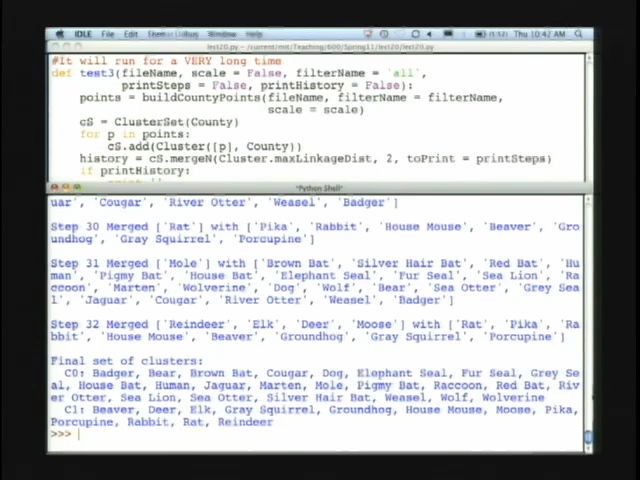 IDLE File Edit Format Debug Window Help (1:57) Thu 10:42 AM
lect20.py - /current/mit/Teaching/600/Spring11/lect20/lect20.py
#It will run for a VERY long time
def test3(fileName, scale = False, filterName = 'all',
printSteps = False, printHistory = False):
points = buildCountyPoints(fileName, filterName = filterName,
scale = scale)
cS = ClusterSet(County)
for p in points:
cS.add(Cluster([p], County))
history = cS.mergeN(Cluster.maxLinkageDist, 2, toPrint = printSteps)
if printHistory:
*Python Shell*
uar', 'Cougar', 'River Otter', 'Weasel', 'Badger']
Step 30 Merged ['Rat'] with ['Pika', 'Rabbit', 'House Mouse', 'Beaver', 'Gro
undhog', 'Gray Squirrel', 'Porcupine']
Step 31 Merged ['Mole'] with ['Brown Bat', 'Silver Hair Bat', 'Red Bat', 'Hu
man', 'Pigmy Bat', 'House Bat', 'Elephant Seal', 'Fur Seal', 'Sea Lion', 'Ra
ccoon', 'Marten', 'Wolverine', 'Dog', 'Wolf', 'Bear', 'Sea Otter', 'Grey Sea
l', 'Jaguar', 'Cougar', 'River Otter', 'Weasel', 'Badger']
Step 32 Merged ['Reindeer', 'Elk', 'Deer', 'Moose'] with ['Rat', 'Pika', 'Ra
bbit', 'House Mouse', 'Beaver', 'Groundhog', 'Gray Squirrel', 'Porcupine']
Final set of clusters:
C0: Badger, Bear, Brown Bat, Cougar, Dog, Elephant Seal, Fur Seal, Grey Se
al, House Bat, Human, Jaguar, Marten, Mole, Pigmy Bat, Raccoon, Red Bat, Riv
er Otter, Sea Lion, Sea Otter, Silver Hair Bat, Weasel, Wolf, Wolverine
C1: Beaver, Deer, Elk, Gray Squirrel, Groundhog, House Mouse, Moose, Pika,
Porcupine, Rabbit, Rat, Reindeer
>>>